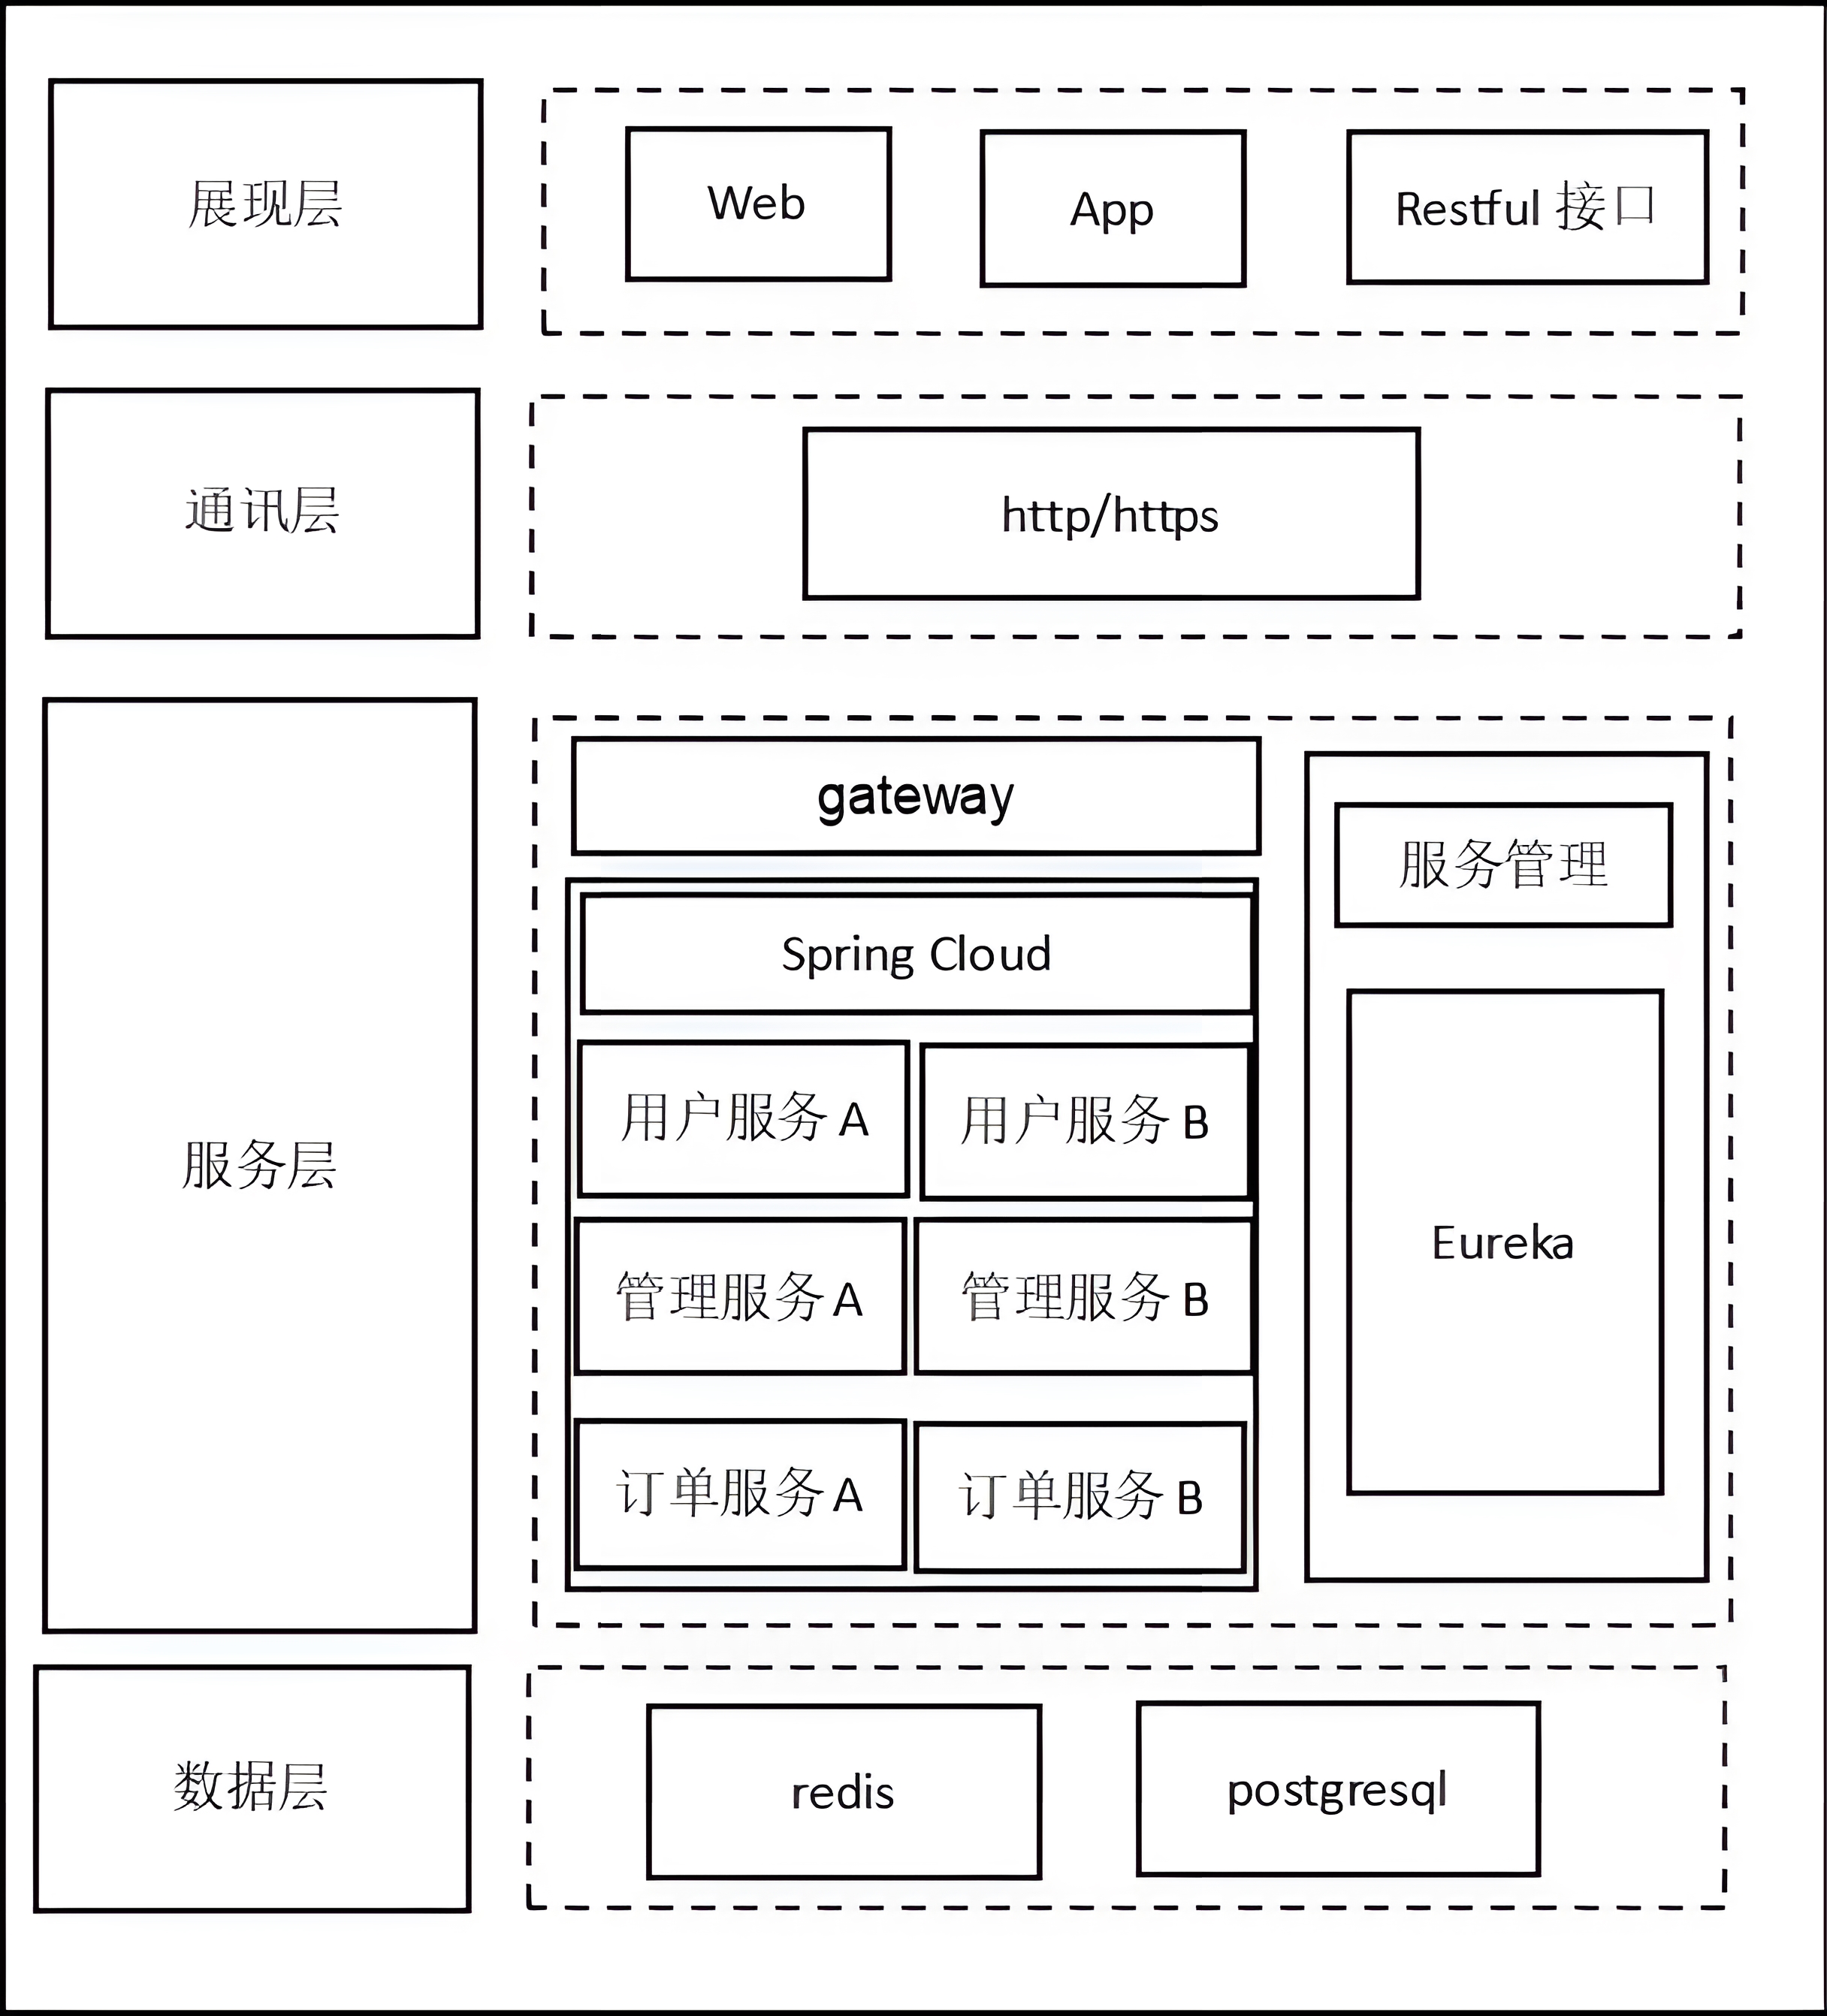 展现层
Web
App
Restful 接口
通讯层
http/https
服务层
gateway
Spring Cloud
用户服务 A
用户服务 B
管理服务 A
管理服务 B
订单服务 A
订单服务 B
服务管理
Eureka
数据层
redis
postgresql